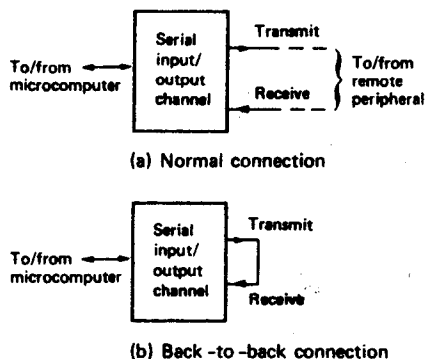 Serial
input/
output
channel
To/from
microcomputer
Transmit
Receive
To/from
remote
peripheral
(a) Normal connection
Serial
input/
output
channel
To/from
microcomputer
Transmit
Receive
(b) Back -to -back connection